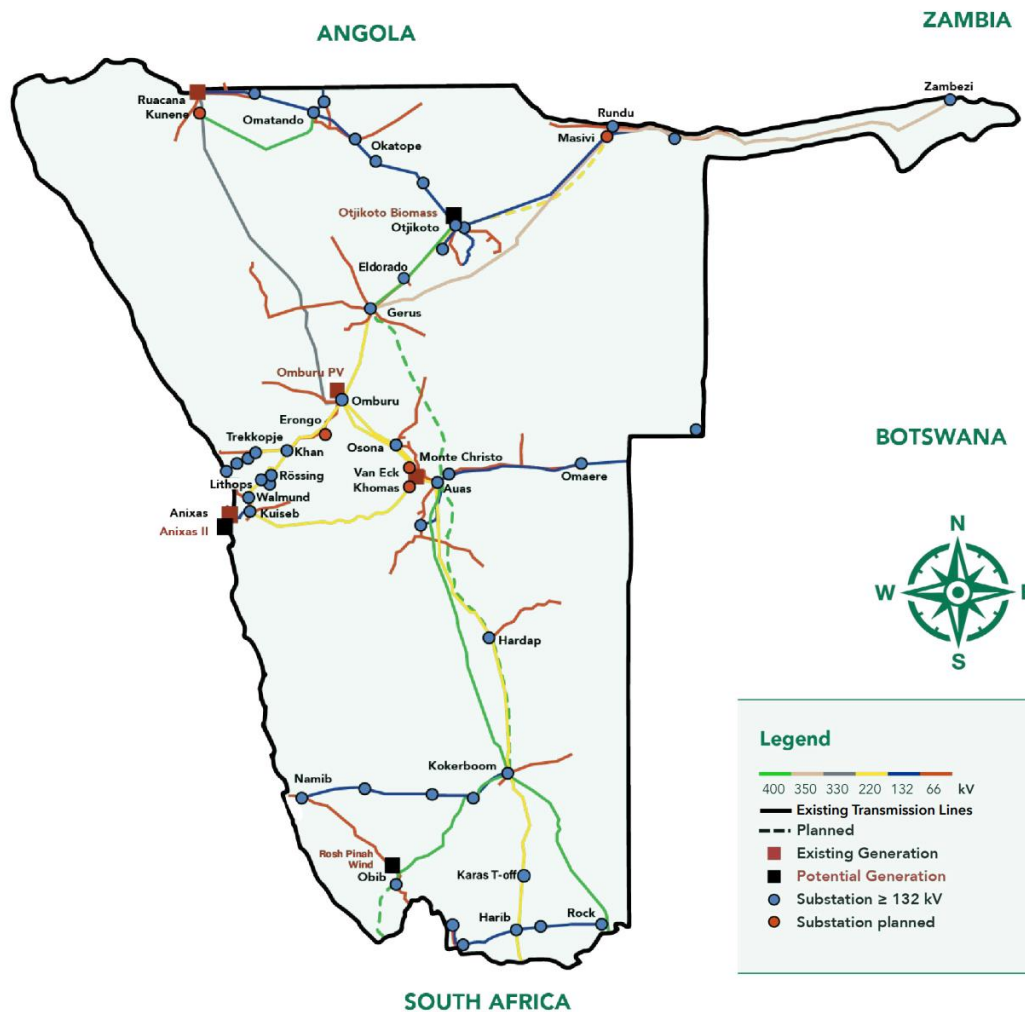 ANGOLA
ZAMBIA
Zambezi
Ruacana
Kunene
Omatando
Rundu
Masivi
Okatope
Otjikoto Biomass
Otjikoto
Eldorado
Gerus
Omburu PV
Omburu
Erongo
Trekkopje
Khan
Osona
Monte Christo
BOTSWANA
Van Eck
Khomas
Auas
Omaere
Lithops
Rössing
Walmund
Anixas
Kuiseb
Anixas II
N
W
E
S
Hardap
Kokerboom
Namib
Rosh Pinah
Wind
Obib
Karas T-off
Harib
Rock
Legend
400 350 330 220 132 66 kV
Existing Transmission Lines
Planned
Existing Generation
Potential Generation
Substation ≥ 132 kV
Substation planned
SOUTH AFRICA